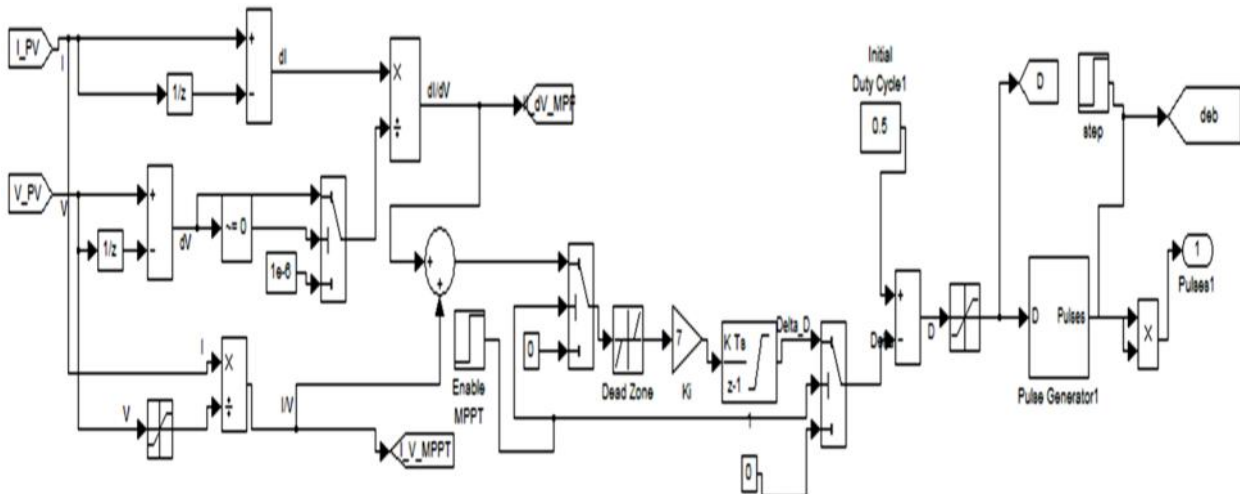 I_PV
I
1/z
+
-
dI
×
÷
dI/dV
I_dV_MPP
V_PV
V
1/z
+
-
dV
~= 0
1e-6
I
V
×
÷
I/V
I_V_MPPT
+
+
Enable
MPPT
0
Dead Zone
7
Ki
K Ts
z-1
Delta_D
1
0
Initial
Duty Cycle1
0.5
+
-
D
D
step
deb
D
Pulses
Pulse Generator1
×
1
Pulses1